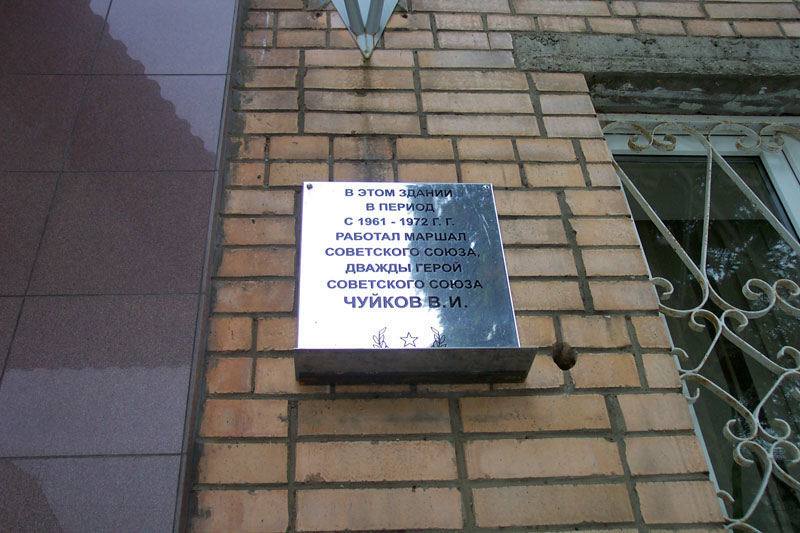 В ЭТОМ ЗДАНИИ
В ПЕРИОД
С 1961 - 1972 Г. Г.
РАБОТАЛ МАРШАЛ
СОВЕТСКОГО СОЮЗА,
ДВАЖДЫ ГЕРОЙ
СОВЕТСКОГО СОЮЗА
ЧУЙКОВ В.И.